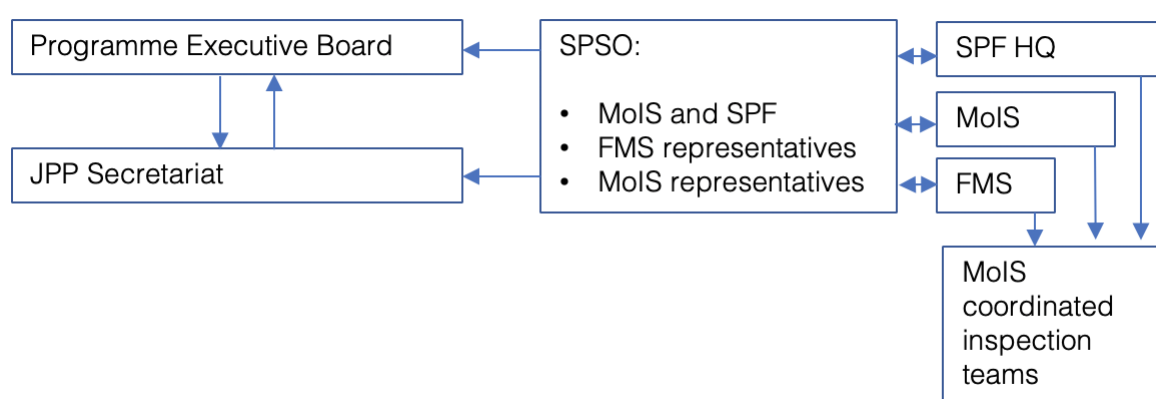 Programme Executive Board
JPP Secretariat
SPSO:
• MoIS and SPF
• FMS representatives
• MoIS representatives
SPF HQ
MoIS
FMS
MoIS
coordinated
inspection
teams